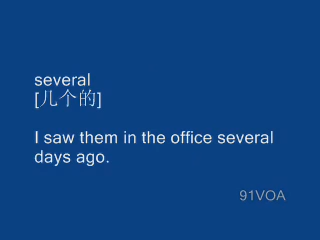 several
[几个的]
I saw them in the office several
days ago.
91VOA